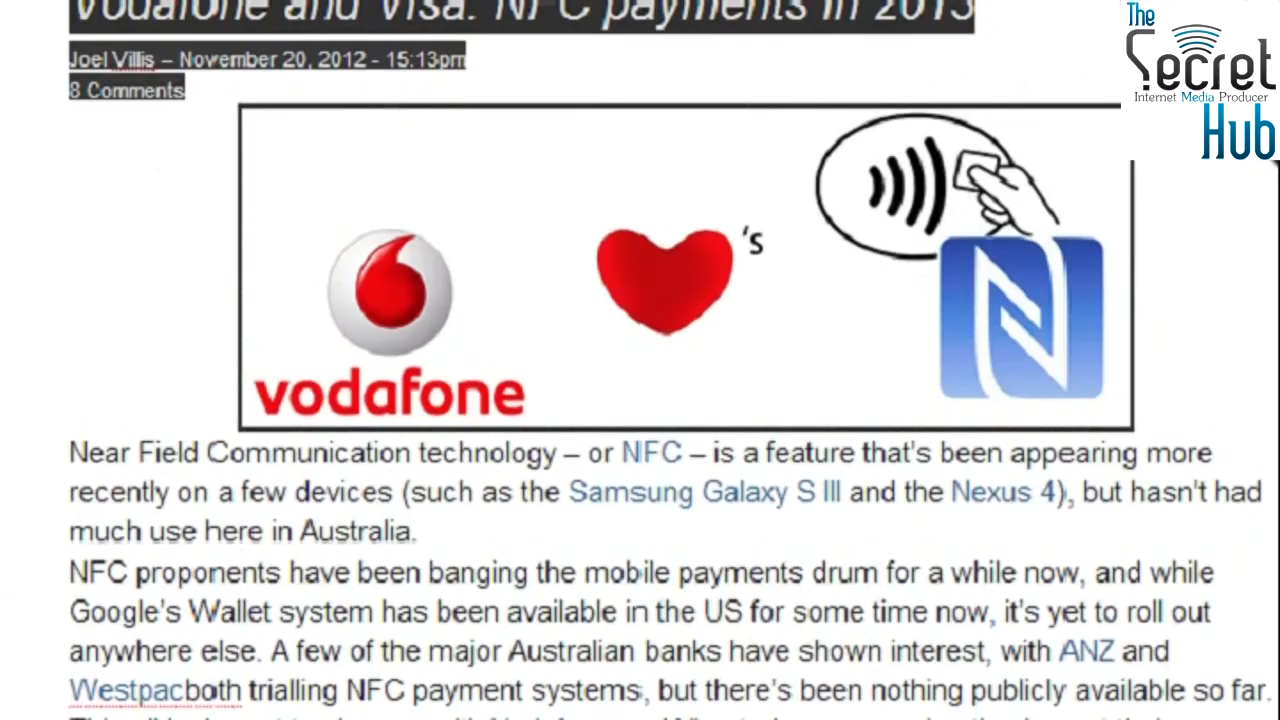 Vodafone and Visa: NFC payments in 2013
Joel Villis – November 20, 2012 - 15:13pm
8 Comments
The
Secret
Internet Media Producer
Hub
's
vodafone
Near Field Communication technology – or NFC – is a feature that's been appearing more
recently on a few devices (such as the Samsung Galaxy S III and the Nexus 4), but hasn't had
much use here in Australia.
NFC proponents have been banging the mobile payments drum for a while now, and while
Google's Wallet system has been available in the US for some time now, it's yet to roll out
anywhere else. A few of the major Australian banks have shown interest, with ANZ and
Westpacboth trialling NFC payment systems, but there's been nothing publicly available so far.